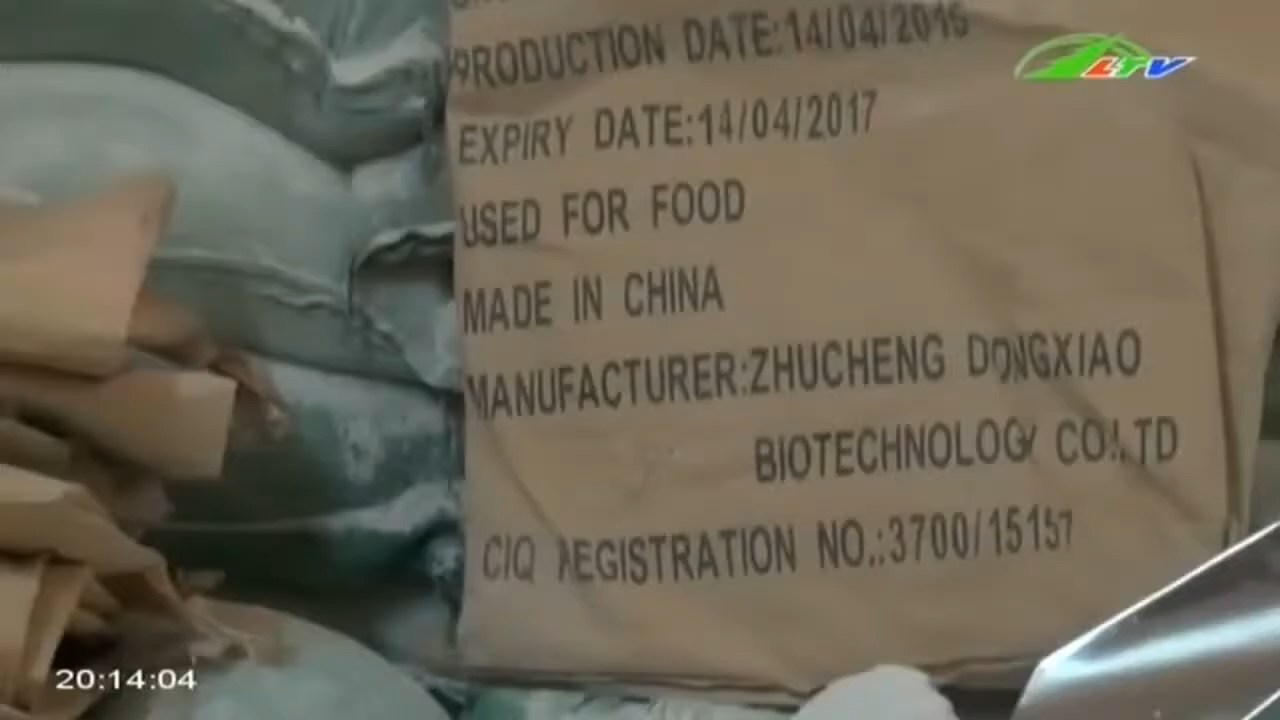 PRODUCTION DATE:14/04/2015
LTV
EXPIRY DATE:14/04/2017
USED FOR FOOD
MADE IN CHINA
MANUFACTURER:ZHUCHENG DONGXIAO
BIOTECHNOLOGY CO.,LTD
CIQ REGISTRATION NO.:3700/15157
20:14:04